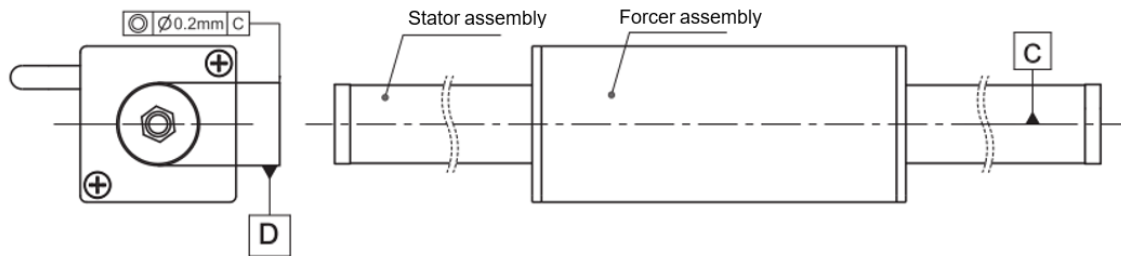 ◎ Ø0.2mm C
Stator assembly
Forcer assembly
C
D